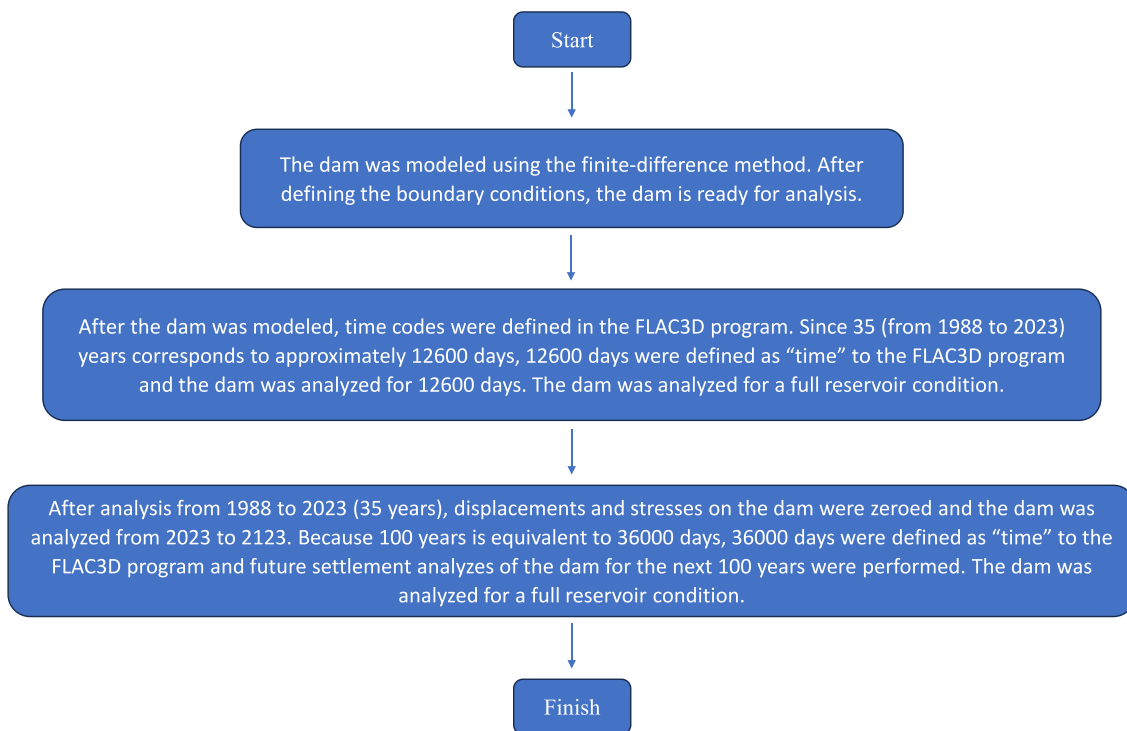 Start
The dam was modeled using the finite-difference method. After
defining the boundary conditions, the dam is ready for analysis.
After the dam was modeled, time codes were defined in the FLAC3D program. Since 35 (from 1988 to 2023)
years corresponds to approximately 12600 days, 12600 days were defined as “time” to the FLAC3D program
and the dam was analyzed for 12600 days. The dam was analyzed for a full reservoir condition.
After analysis from 1988 to 2023 (35 years), displacements and stresses on the dam were zeroed and the dam was
analyzed from 2023 to 2123. Because 100 years is equivalent to 36000 days, 36000 days were defined as “time” to the
FLAC3D program and future settlement analyzes of the dam for the next 100 years were performed. The dam was
analyzed for a full reservoir condition.
Finish